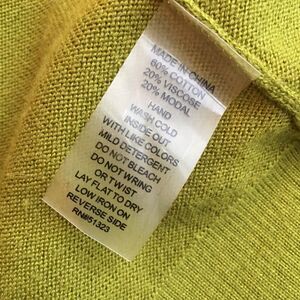 MADE IN CHINA
60% COTTON
20% VISCOSE
20% MODAL
HAND
WASH COLD
INSIDE OUT
WITH LIKE COLORS
MILD DETERGENT
DO NOT BLEACH
DO NOT WRING
OR TWIST
LAY FLAT TO DRY
LOW IRON ON
REVERSE SIDE
RN#51323